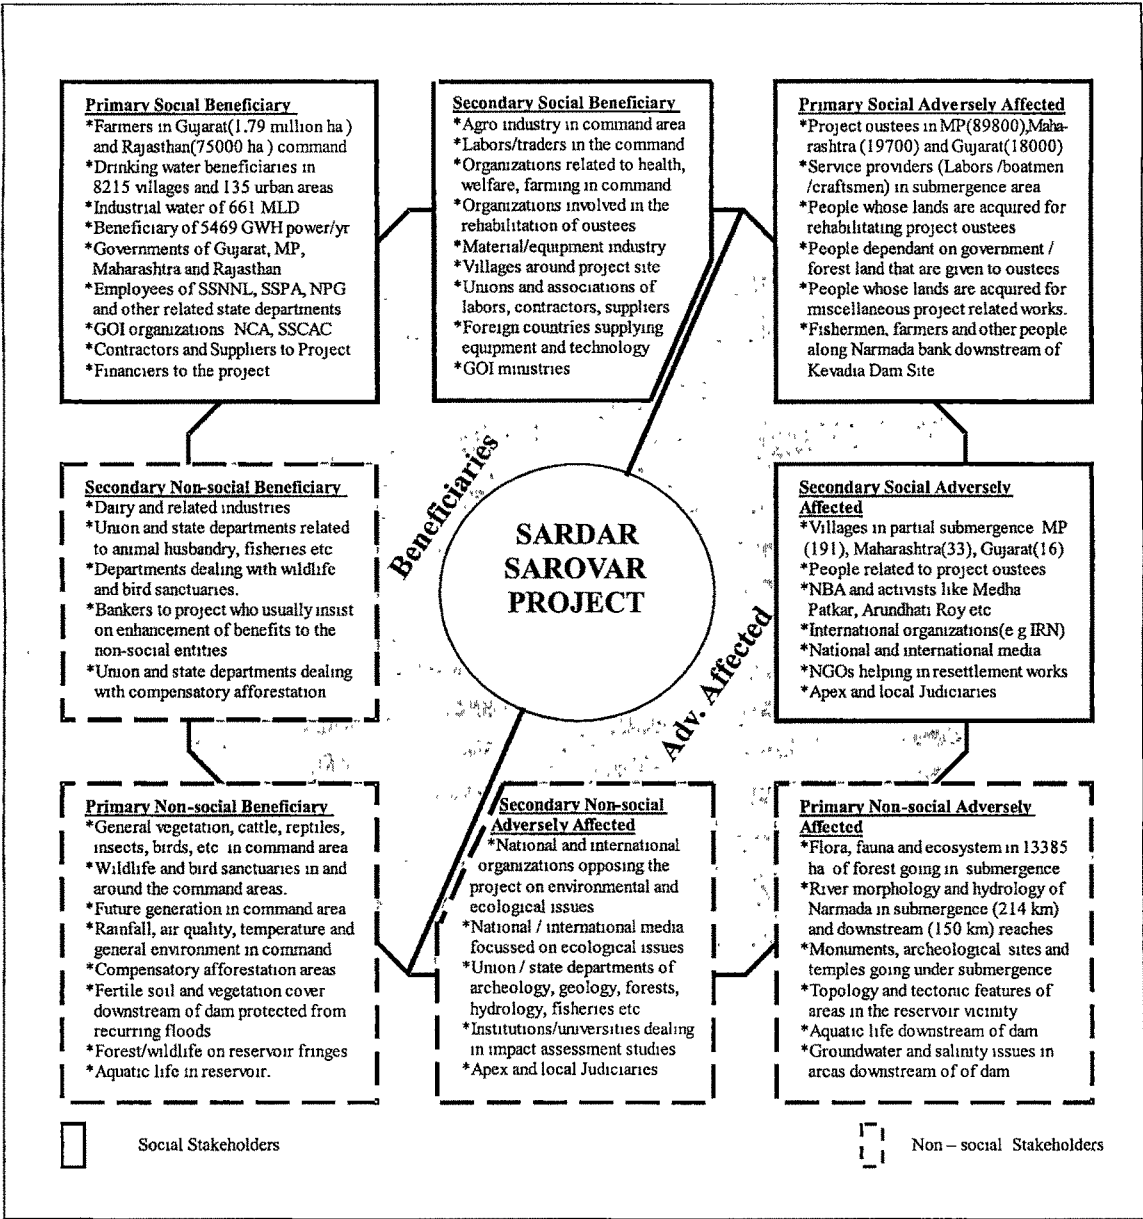 Primary Social Beneficiary
*Farmers in Gujarat(1.79 million ha )
and Rajasthan(75000 ha ) command
*Drinking water beneficiaries in
8215 villages and 135 urban areas
*Industrial water of 661 MLD
*Beneficiary of 5469 GWH power/yr
*Governments of Gujarat, MP,
Maharashtra and Rajasthan
*Employees of SSNNL, SSPA, NPG
and other related state departments
*GOI organizations NCA, SSCAC
*Contractors and Suppliers to Project
*Financiers to the project
Secondary Social Beneficiary
*Agro industry in command area
*Labors/traders in the command
*Organizations related to health,
welfare, farming in command
*Organizations involved in the
rehabilitation of oustees
*Material/equipment industry
*Villages around project site
*Unions and associations of
labors, contractors, suppliers
*Foreign countries supplying
equipment and technology
*GOI ministries
Primary Social Adversely Affected
*Project oustees in MP(89800),Maha-
rashtra (19700) and Gujarat(18000)
*Service providers (Labors /boatmen
/craftsmen) in submergence area
*People whose lands are acquired for
rehabilitating project oustees
*People dependant on government /
forest land that are given to oustees
*People whose lands are acquired for
miscellaneous project related works.
*Fishermen, farmers and other people
along Narmada bank downstream of
Kevadia Dam Site
Secondary Non-social Beneficiary
*Dairy and related industries
*Union and state departments related
to animal husbandry, fisheries etc
*Departments dealing with wildlife
and bird sanctuaries.
*Bankers to project who usually insist
on enhancement of benefits to the
non-social entities
*Union and state departments dealing
with compensatory afforestation
Beneficiaries
SARDAR
SAROVAR
PROJECT
Adv. Affected
Secondary Social Adversely
Affected
*Villages in partial submergence MP
(191), Maharashtra(33), Gujarat(16)
*People related to project oustees
*NBA and activists like Medha
Patkar, Arundhati Roy etc
*International organizations(e g IRN)
*National and international media
*NGOs helping in resettlement works
*Apex and local Judiciaries
Primary Non-social Beneficiary
*General vegetation, cattle, reptiles,
insects, birds, etc in command area
*Wildlife and bird sanctuaries in and
around the command areas.
*Future generation in command area
*Rainfall, air quality, temperature and
general environment in command
*Compensatory afforestation areas
*Fertile soil and vegetation cover
downstream of dam protected from
recurring floods
*Forest/wildlife on reservoir fringes
*Aquatic life in reservoir.
Secondary Non-social
Adversely Affected
*National and international
organizations opposing the
project on environmental and
ecological issues
*National / international media
focussed on ecological issues
*Union / state departments of
archeology, geology, forests,
hydrology, fisheries etc
*Institutions/universities dealing
in impact assessment studies
*Apex and local Judiciaries
Primary Non-social Adversely
Affected
*Flora, fauna and ecosystem in 13385
ha of forest going in submergence
*River morphology and hydrology of
Narmada in submergence (214 km)
and downstream (150 km) reaches
*Monuments, archeological sites and
temples going under submergence
*Topology and tectonic features of
areas in the reservoir vicinity
*Aquatic life downstream of dam
*Groundwater and salinity issues in
areas downstream of of dam
Social Stakeholders
Non – social Stakeholders